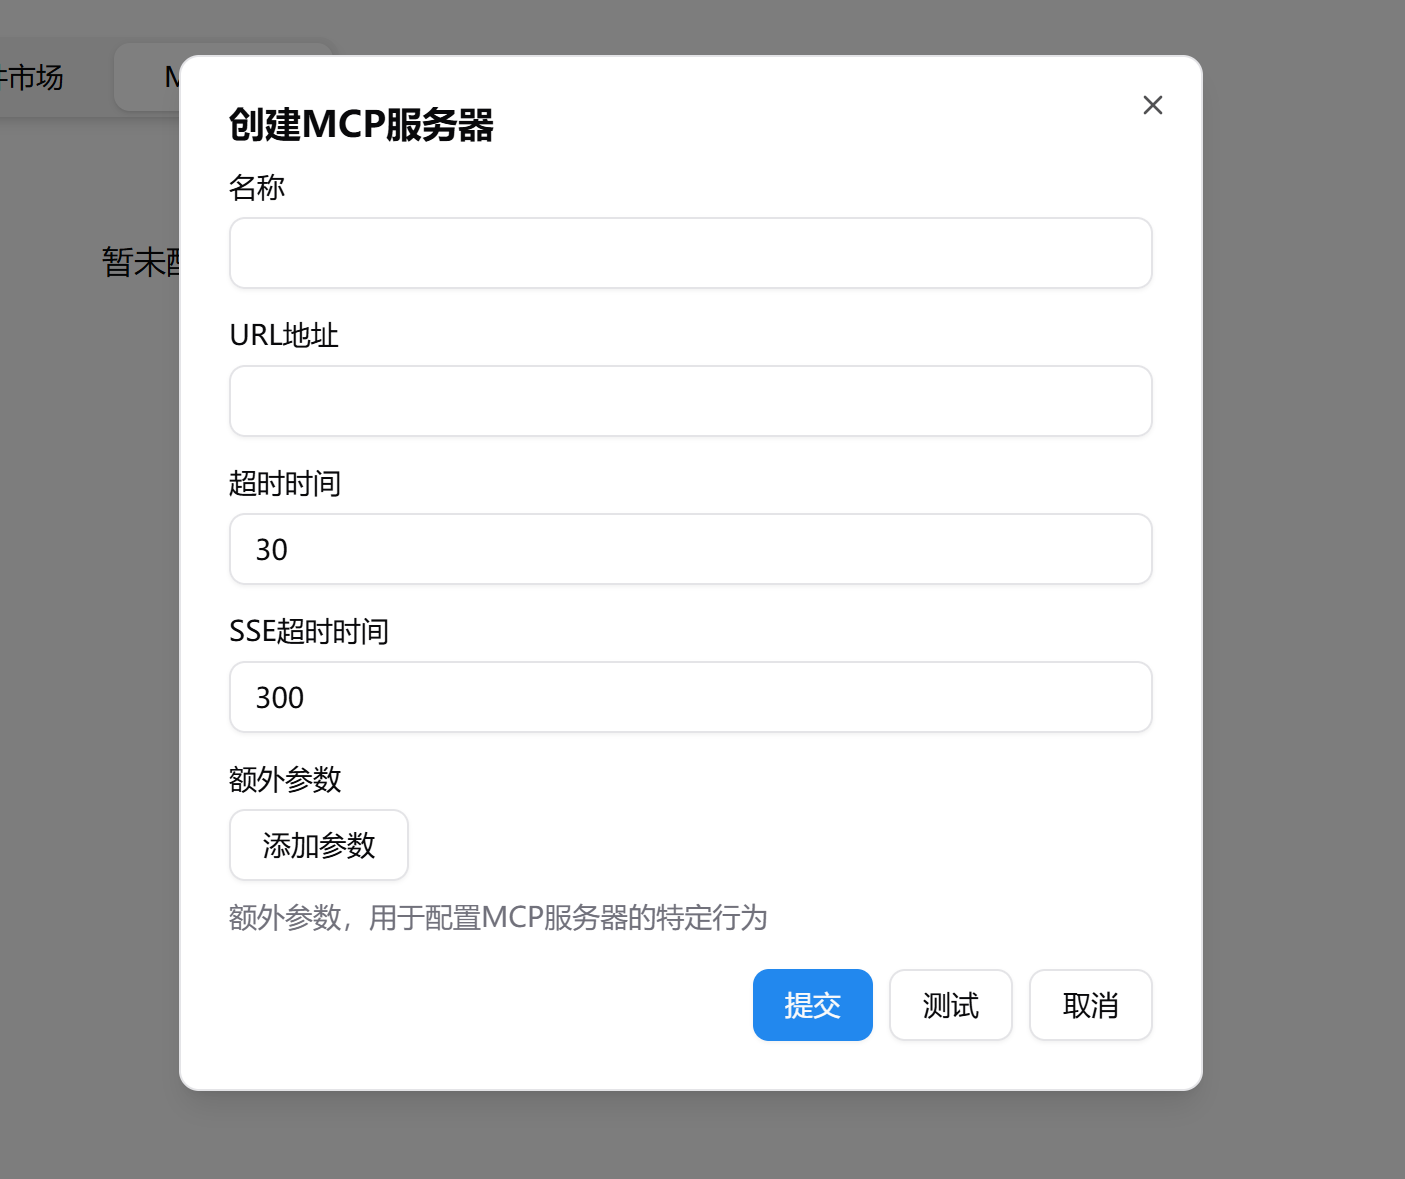 市场
创建MCP服务器
名称
暂未
URL地址
超时时间
30
SSE超时时间
300
额外参数
添加参数
额外参数，用于配置MCP服务器的特定行为
提交 测试 取消